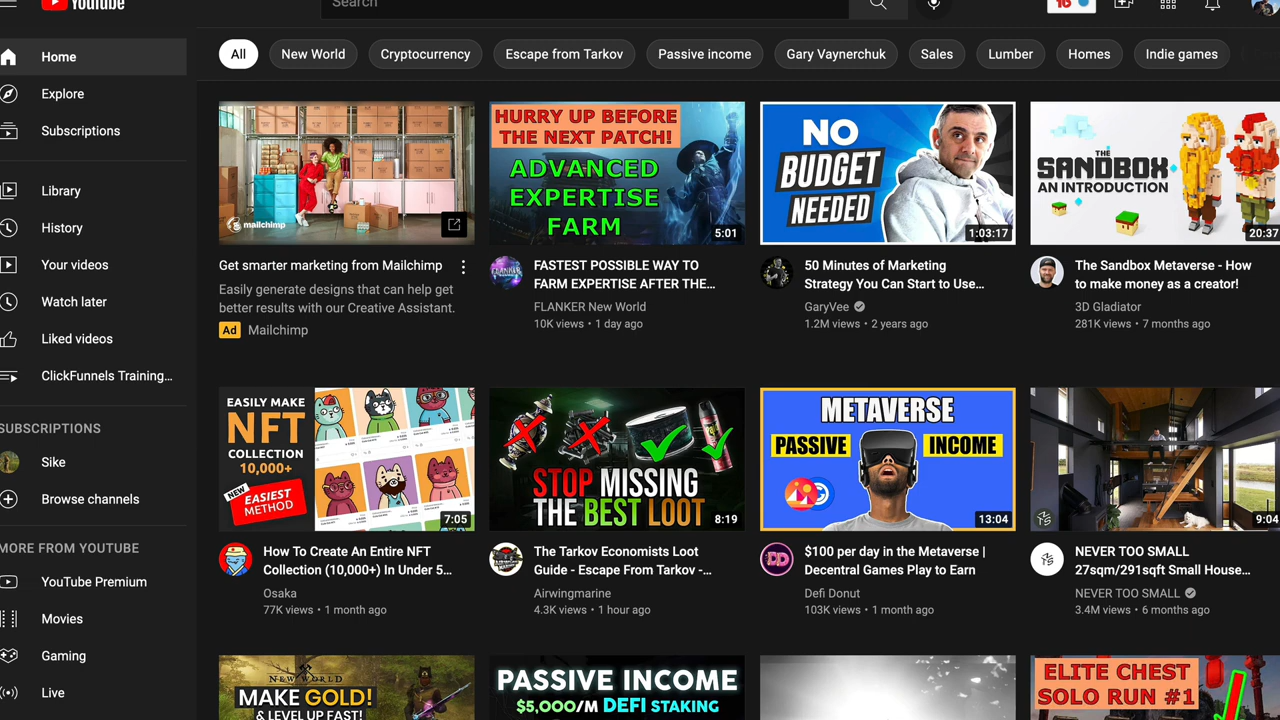 YouTube
Search
All
New World
Cryptocurrency
Escape from Tarkov
Passive income
Gary Vaynerchuk
Sales
Lumber
Homes
Indie games
Home
Explore
Subscriptions
Library
History
Your videos
Watch later
Liked videos
ClickFunnels Training...
SUBSCRIPTIONS
Sike
Browse channels
MORE FROM YOUTUBE
YouTube Premium
Movies
Gaming
Live
mailchimp
Get smarter marketing from Mailchimp
Easily generate designs that can help get
better results with our Creative Assistant.
Ad Mailchimp
HURRY UP BEFORE
THE NEXT PATCH!
ADVANCED
EXPERTISE
FARM
5:01
FLANKER
FASTEST POSSIBLE WAY TO
FARM EXPERTISE AFTER THE...
FLANKER New World
10K views • 1 day ago
NO
BUDGET
NEEDED
1:03:17
50 Minutes of Marketing
Strategy You Can Start to Use...
GaryVee
1.2M views • 2 years ago
THE
SANDBOX
AN INTRODUCTION
20:37
The Sandbox Metaverse - How
to make money as a creator!
3D Gladiator
281K views • 7 months ago
EASILY MAKE
NFT
COLLECTION
10,000+
NEW
EASIEST
METHOD
7:05
How To Create An Entire NFT
Collection (10,000+) In Under 5...
Osaka
77K views • 1 month ago
STOP MISSING
THE BEST LOOT
8:19
The Tarkov Economists Loot
Guide - Escape From Tarkov -...
Airwingmarine
4.3K views • 1 hour ago
METAVERSE
PASSIVE INCOME
13:04
DD
$100 per day in the Metaverse |
Decentral Games Play to Earn
Defi Donut
103K views • 1 month ago
9:04
NEVER TOO SMALL
27sqm/291sqft Small House...
NEVER TOO SMALL
3.4M views • 6 months ago
NEW WORLD
MAKE GOLD!
& LEVEL UP FAST!
PASSIVE INCOME
$5,000/M DEFI STAKING
ELITE CHEST
SOLO RUN #1